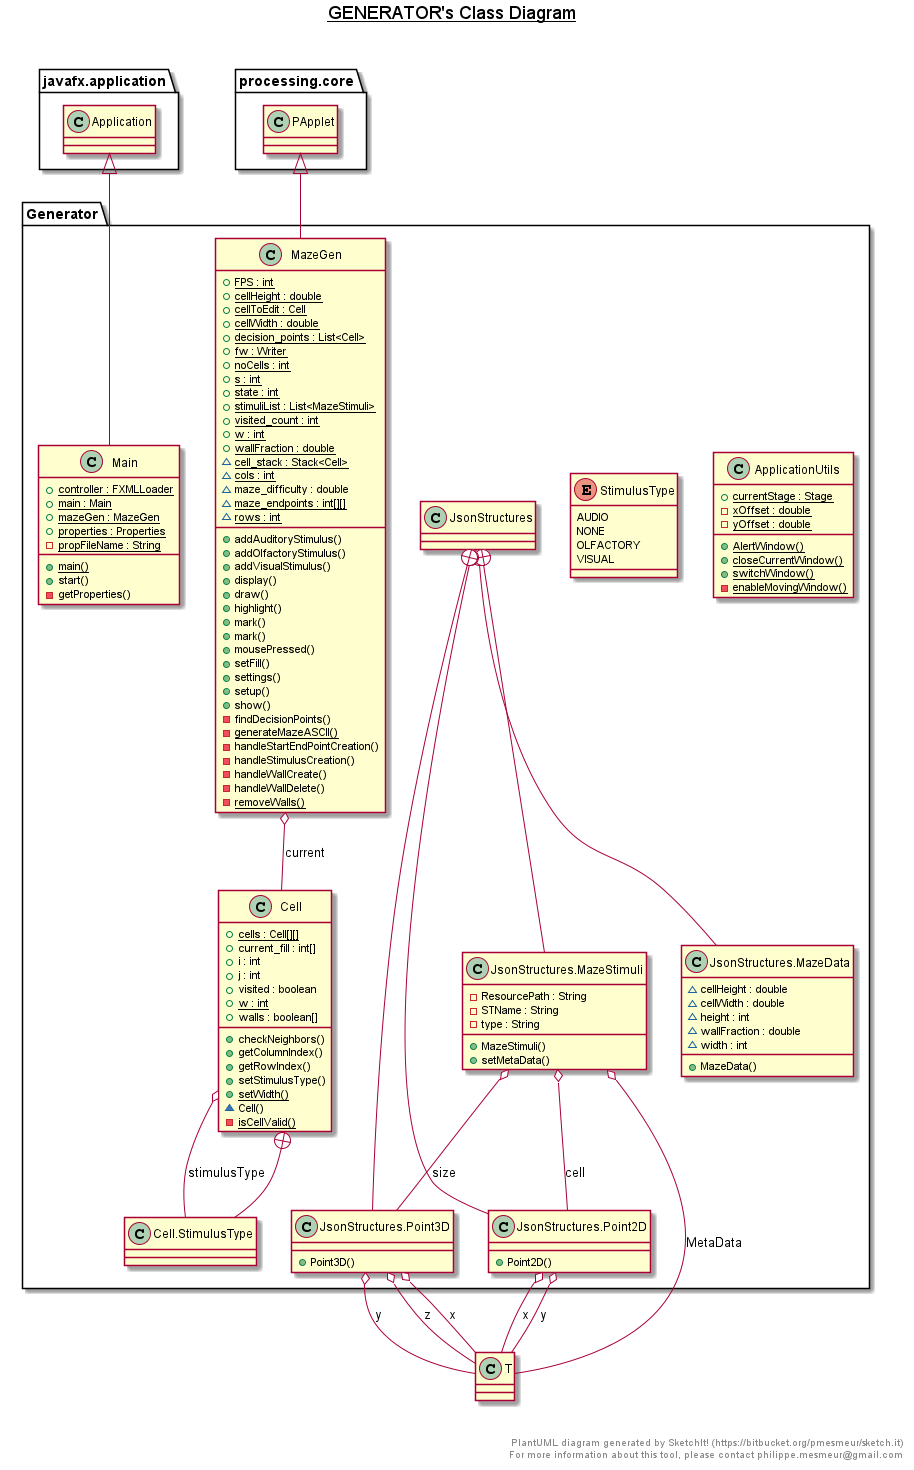 GENERATOR's Class Diagram
javafx.application
C Application
processing.core
C PApplet
Generator
C MazeGen
FPS : int
cellHeight : double
cellToEdit : Cell
cellWidth : double
decision_points : List<Cell>
fw : Writer
noCells : int
s : int
state : int
stimuliList : List<MazeStimuli>
visited_count : int
w : int
wallFraction : double
cell_stack : Stack<Cell>
cols : int
maze_difficulty : double
maze_endpoints : int[][]
rows : int
addAuditoryStimulus()
addOlfactoryStimulus()
addVisualStimulus()
display()
draw()
highlight()
mark()
mark()
mousePressed()
setFill()
settings()
setup()
show()
findDecisionPoints()
generateMazeASCII()
handleStartEndPointCreation()
handleStimulusCreation()
handleWallCreate()
handleWallDelete()
removeWalls()
C Main
controller : FXMLLoader
main : Main
mazeGen : MazeGen
properties : Properties
propFileName : String
main()
start()
getProperties()
C JsonStructures
E StimulusType
AUDIO
NONE
OLFACTORY
VISUAL
C ApplicationUtils
currentStage : Stage
xOffset : double
yOffset : double
AlertWindow()
closeCurrentWindow()
switchWindow()
enableMovingWindow()
current
C Cell
cells : Cell[][]
current_fill : int[]
i : int
j : int
visited : boolean
w : int
walls : boolean[]
checkNeighbors()
getColumnIndex()
getRowIndex()
setStimulusType()
setWidth()
Cell()
isCellValid()
C JsonStructures.MazeStimuli
ResourcePath : String
STName : String
type : String
MazeStimuli()
setMetaData()
C JsonStructures.MazeData
cellHeight : double
cellWidth : double
height : int
wallFraction : double
width : int
MazeData()
stimulusType
size
cell
MetaData
C Cell.StimulusType
C JsonStructures.Point3D
Point3D()
C JsonStructures.Point2D
Point2D()
y
z
x
x
y
C T
PlantUML diagram generated by SketchIt! (https://bitbucket.org/pmesmeur/sketch.it)
For more information about this tool, please contact philippe.mesmeur@gmail.com